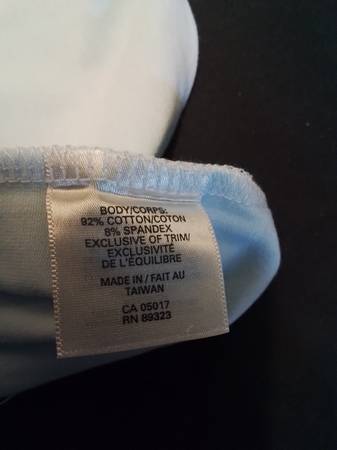 BODY/CORPS:
92% COTTON/COTON
8% SPANDEX
EXCLUSIVE OF TRIM/
EXCLUSIVITÉ
DE L'ÉQUILIBRE
MADE IN / FAIT AU
TAIWAN
CA 05017
RN 89323